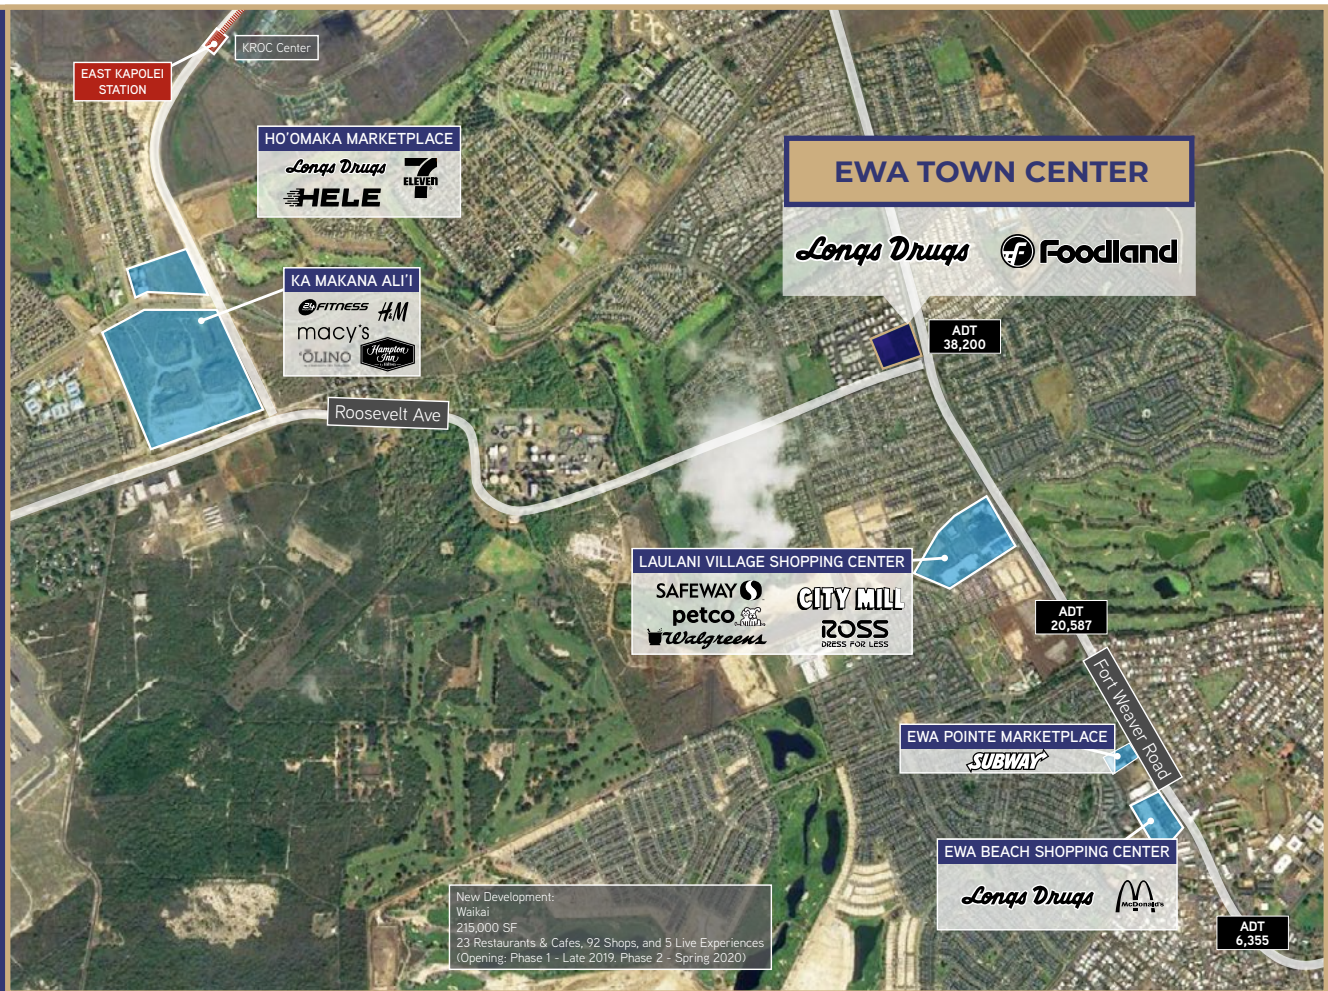 KROC Center
EAST KAPOLEI
STATION
HO'OMAKA MARKETPLACE
Longs Drugs
7
ELEVEN
HELE
EWA TOWN CENTER
Longs Drugs
Foodland
KA MAKANA ALI'I
24 FITNESS
H&M
macy's
'ŌLINO
Hampton
Inn
ADT
38,200
Roosevelt Ave
LAULANI VILLAGE SHOPPING CENTER
SAFEWAY
CITY MILL
petco
Walgreens
ROSS
DRESS FOR LESS
ADT
20,587
Fort Weaver Road
EWA POINTE MARKETPLACE
SUBWAY
EWA BEACH SHOPPING CENTER
Longs Drugs
McDonald's
New Development:
Waikai
215,000 SF
23 Restaurants & Cafes, 92 Shops, and 5 Live Experiences
(Opening: Phase 1 - Late 2019. Phase 2 - Spring 2020)
ADT
6,355